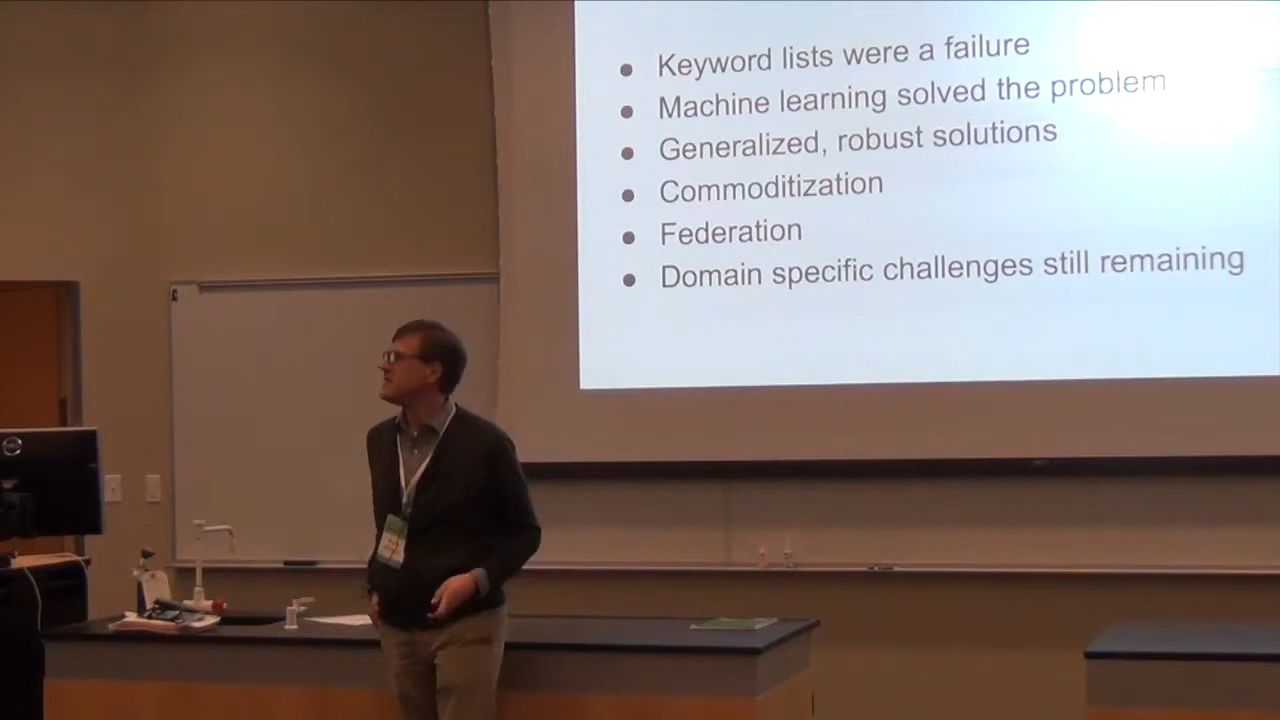 Keyword lists were a failure
Machine learning solved the problem
Generalized, robust solutions
Commoditization
Federation
Domain specific challenges still remaining